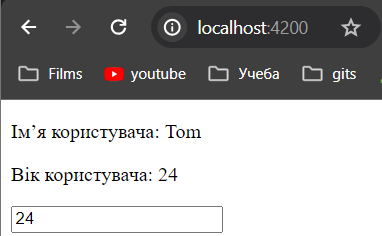 localhost:4200
Films youtube Учеба gits
Ім’я користувача: Tom
Вік користувача: 24
24